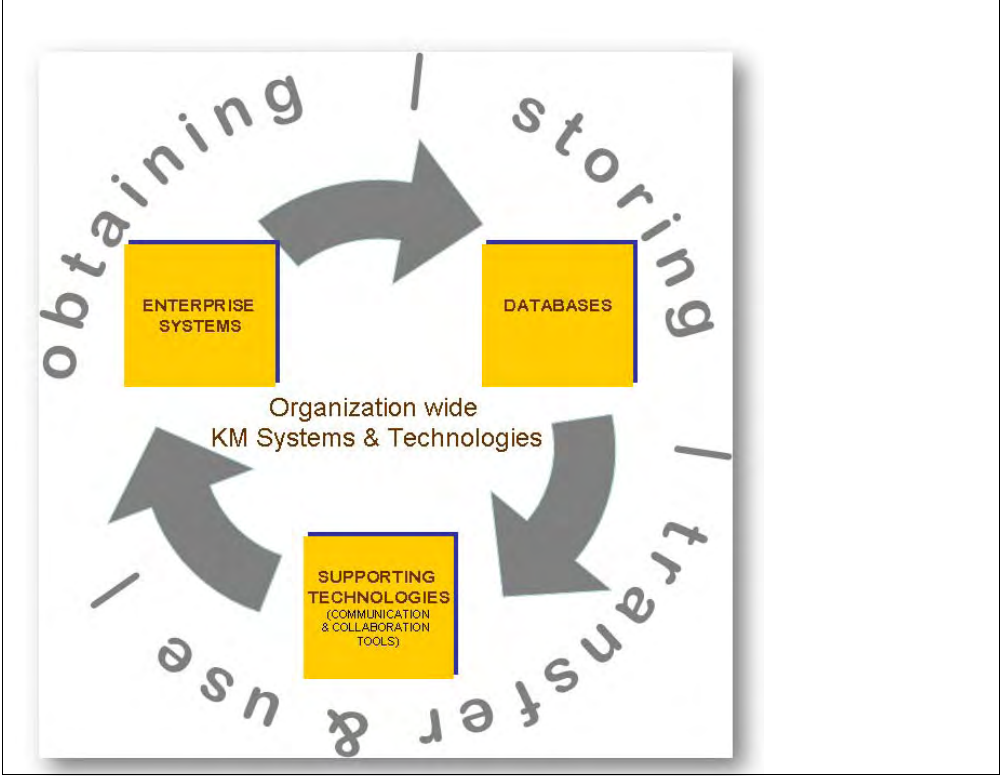 obtaining | storing | transfer & use |
ENTERPRISE
SYSTEMS
DATABASES
Organization wide
KM Systems & Technologies
SUPPORTING
TECHNOLOGIES
(COMMUNICATION
& COLLABORATION
TOOLS)